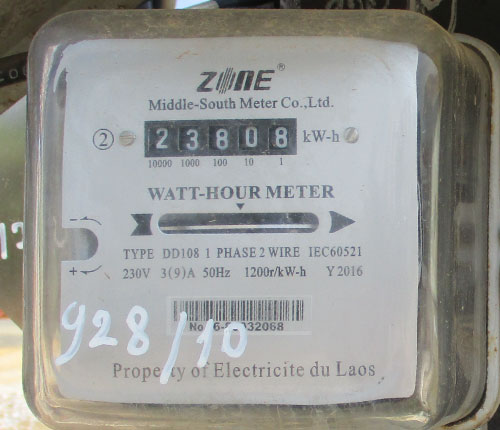 ZONE®
Middle-South Meter Co.,Ltd.
② 23808 kW-h
10000 1000 100 10 1
WATT-HOUR METER
TYPE DD108 1 PHASE 2 WIRE IEC60521
230V 3(9)A 50Hz 1200r/kW-h Y2016
928/10
Property of Electricite du Laos